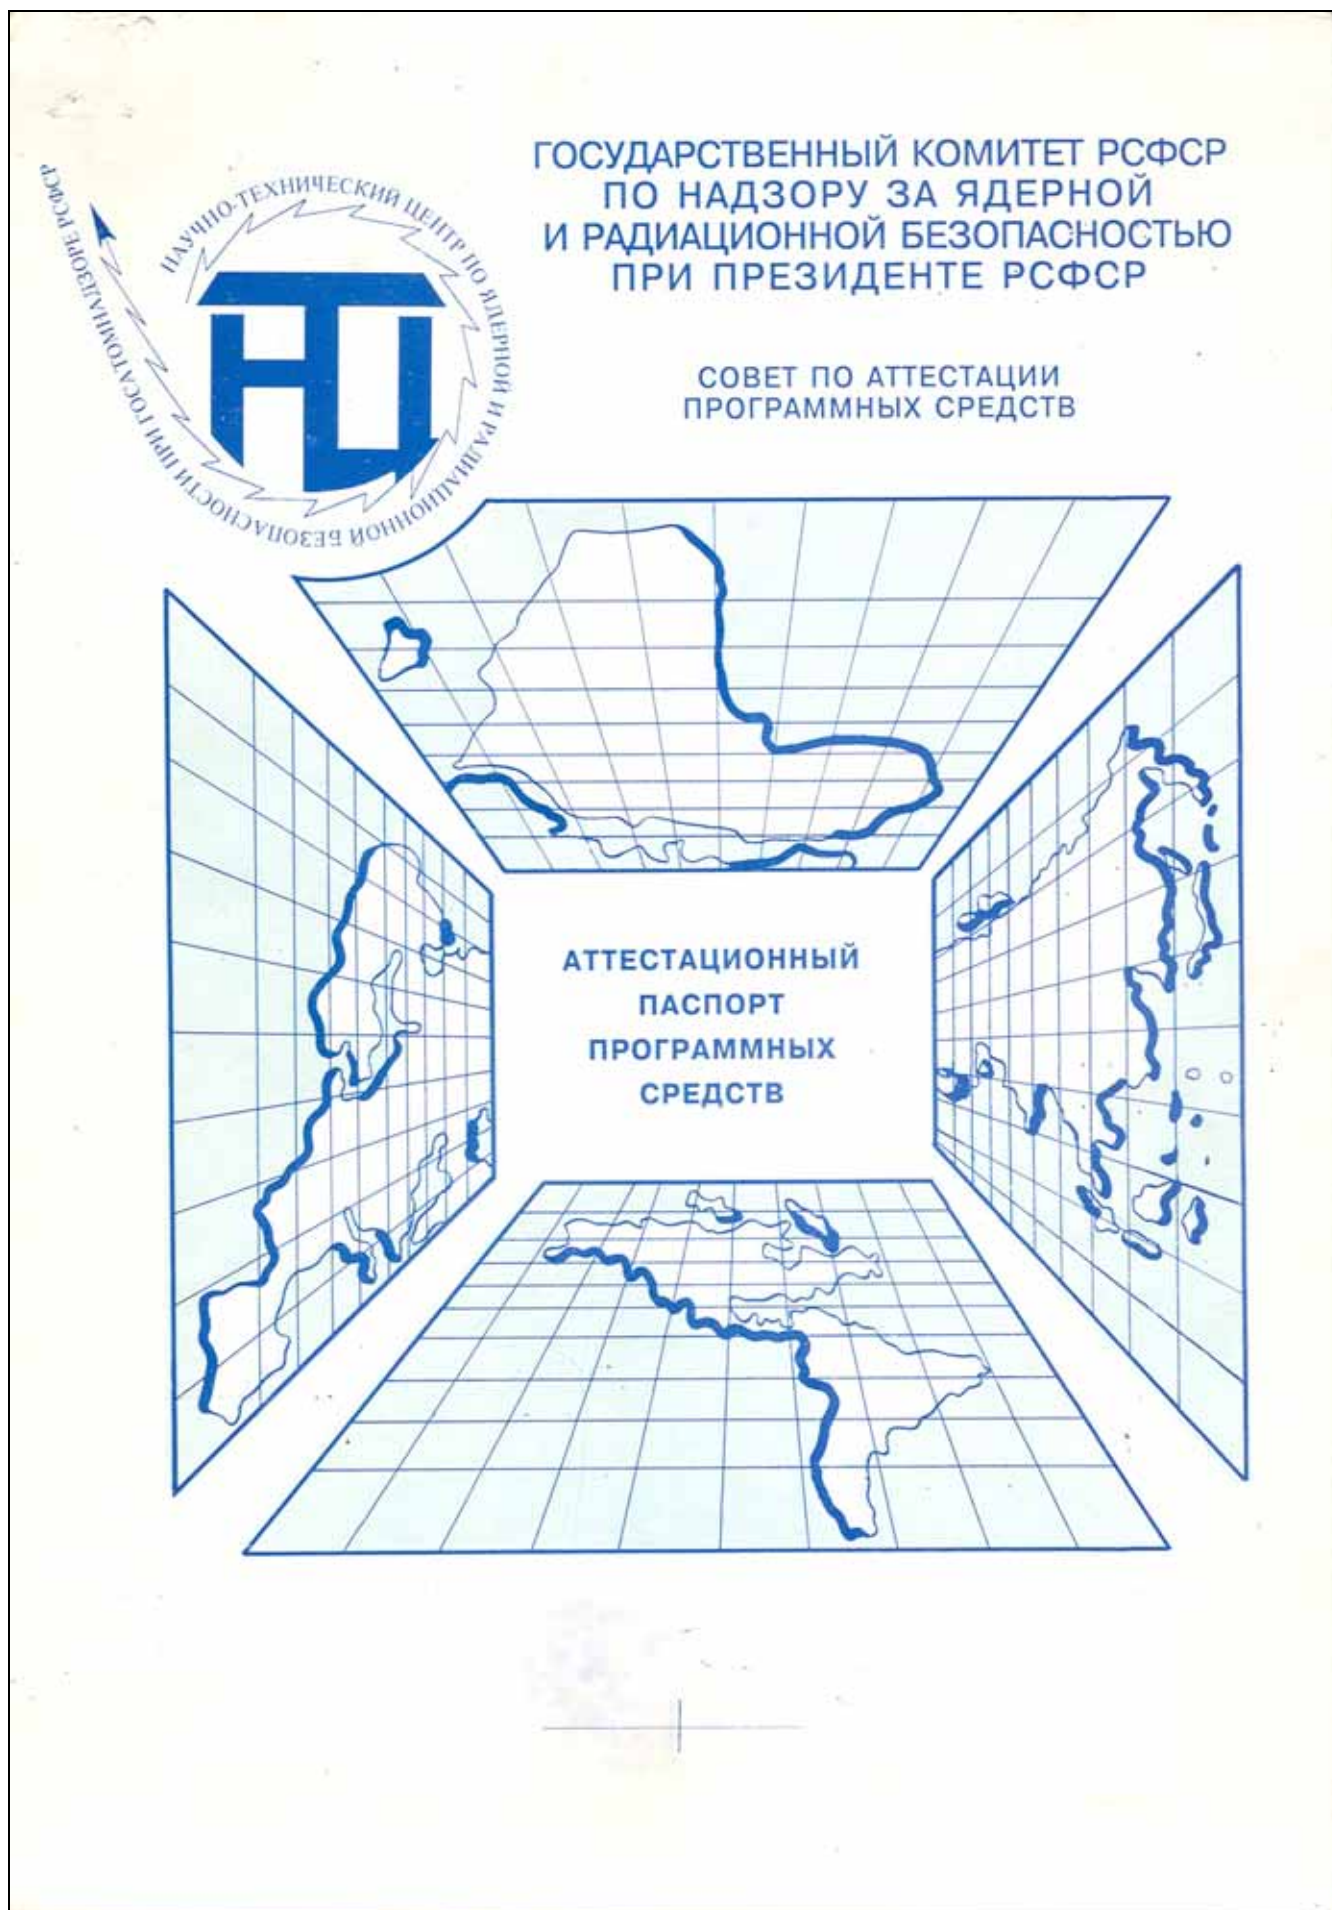 ГОСУДАРСТВЕННЫЙ КОМИТЕТ РСФСР
ПО НАДЗОРУ ЗА ЯДЕРНОЙ
И РАДИАЦИОННОЙ БЕЗОПАСНОСТЬЮ
ПРИ ПРЕЗИДЕНТЕ РСФСР
НАУЧНО-ТЕХНИЧЕСКИЙ ЦЕНТР ПО ЯДЕРНОЙ И РАДИАЦИОННОЙ БЕЗОПАСНОСТИ ПРИ ГОСАТОМНАДЗОРЕ РСФСР
НТЦ
СОВЕТ ПО АТТЕСТАЦИИ
ПРОГРАММНЫХ СРЕДСТВ
АТТЕСТАЦИОННЫЙ
ПАСПОРТ
ПРОГРАММНЫХ
СРЕДСТВ